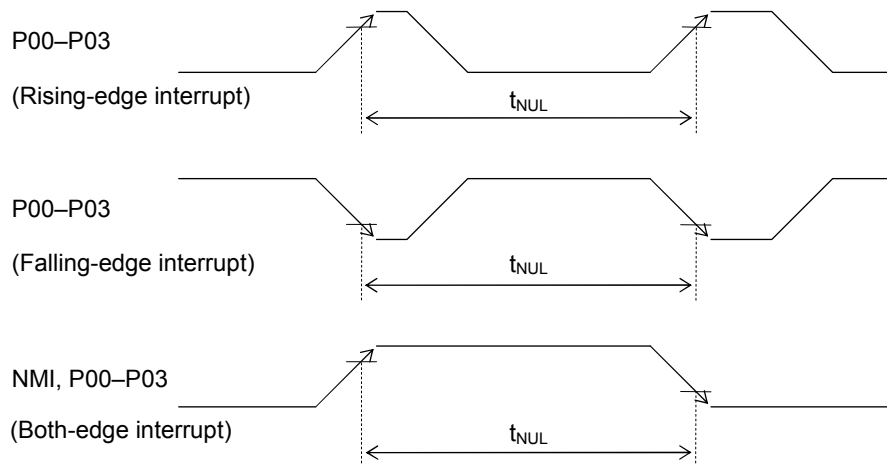 P00–P03
(Rising-edge interrupt)
tNUL
P00–P03
(Falling-edge interrupt)
tNUL
NMI, P00–P03
(Both-edge interrupt)
tNUL